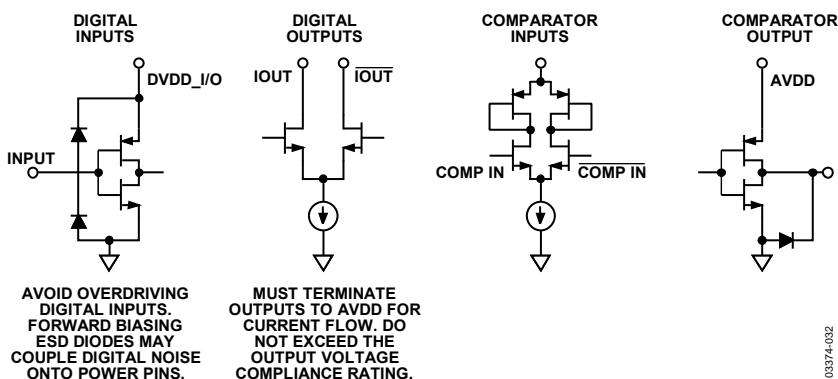 DIGITAL
INPUTS
DVDD_I/O
INPUT
AVOID OVERDRIVING
DIGITAL INPUTS.
FORWARD BIASING
ESD DIODES MAY
COUPLE DIGITAL NOISE
ONTO POWER PINS.
DIGITAL
OUTPUTS
IOUT
IOUT
MUST TERMINATE
OUTPUTS TO AVDD FOR
CURRENT FLOW. DO
NOT EXCEED THE
OUTPUT VOLTAGE
COMPLIANCE RATING.
COMPARATOR
INPUTS
COMP IN
COMP IN
COMPARATOR
OUTPUT
AVDD
03374-032